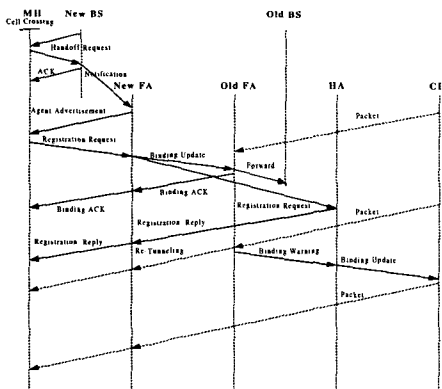 MH New BS
Old BS
Cell Crossing
Handoff Request
ACK
Notification
New FA
Old FA
HA
Agent Advertisement
Packet
Registration Request
Binding Update
Forward
Binding ACK
Binding ACK
Registration Request
Packet
Registration Reply
Registration Reply
Re-Tunneling
Binding Warning
Binding Update
Packet